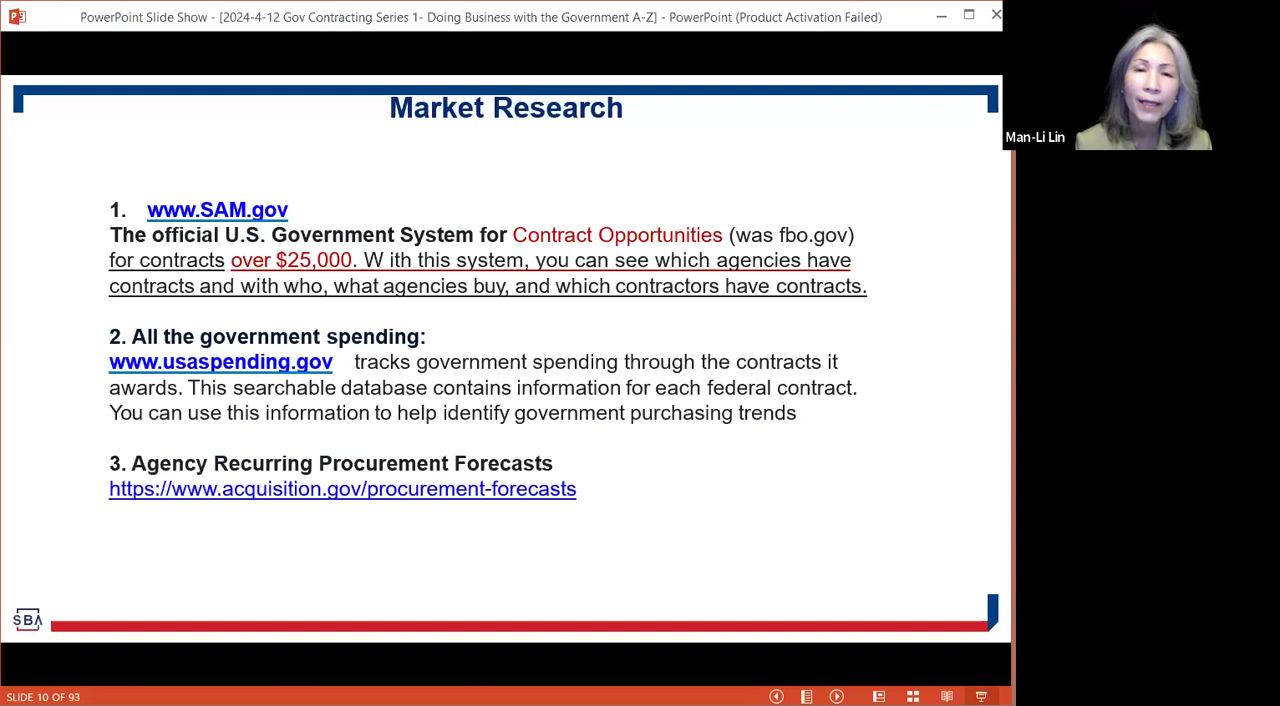 PowerPoint Slide Show - [2024-4-12 Gov Contracting Series 1- Doing Business with the Government A-Z] - PowerPoint (Product Activation Failed)
Market Research
Man-Li Lin
1. www.SAM.gov
The official U.S. Government System for Contract Opportunities (was fbo.gov)
for contracts over $25,000. W ith this system, you can see which agencies have
contracts and with who, what agencies buy, and which contractors have contracts.
2. All the government spending:
www.usaspending.gov tracks government spending through the contracts it
awards. This searchable database contains information for each federal contract.
You can use this information to help identify government purchasing trends
3. Agency Recurring Procurement Forecasts
https://www.acquisition.gov/procurement-forecasts
SBA
SLIDE 10 OF 93